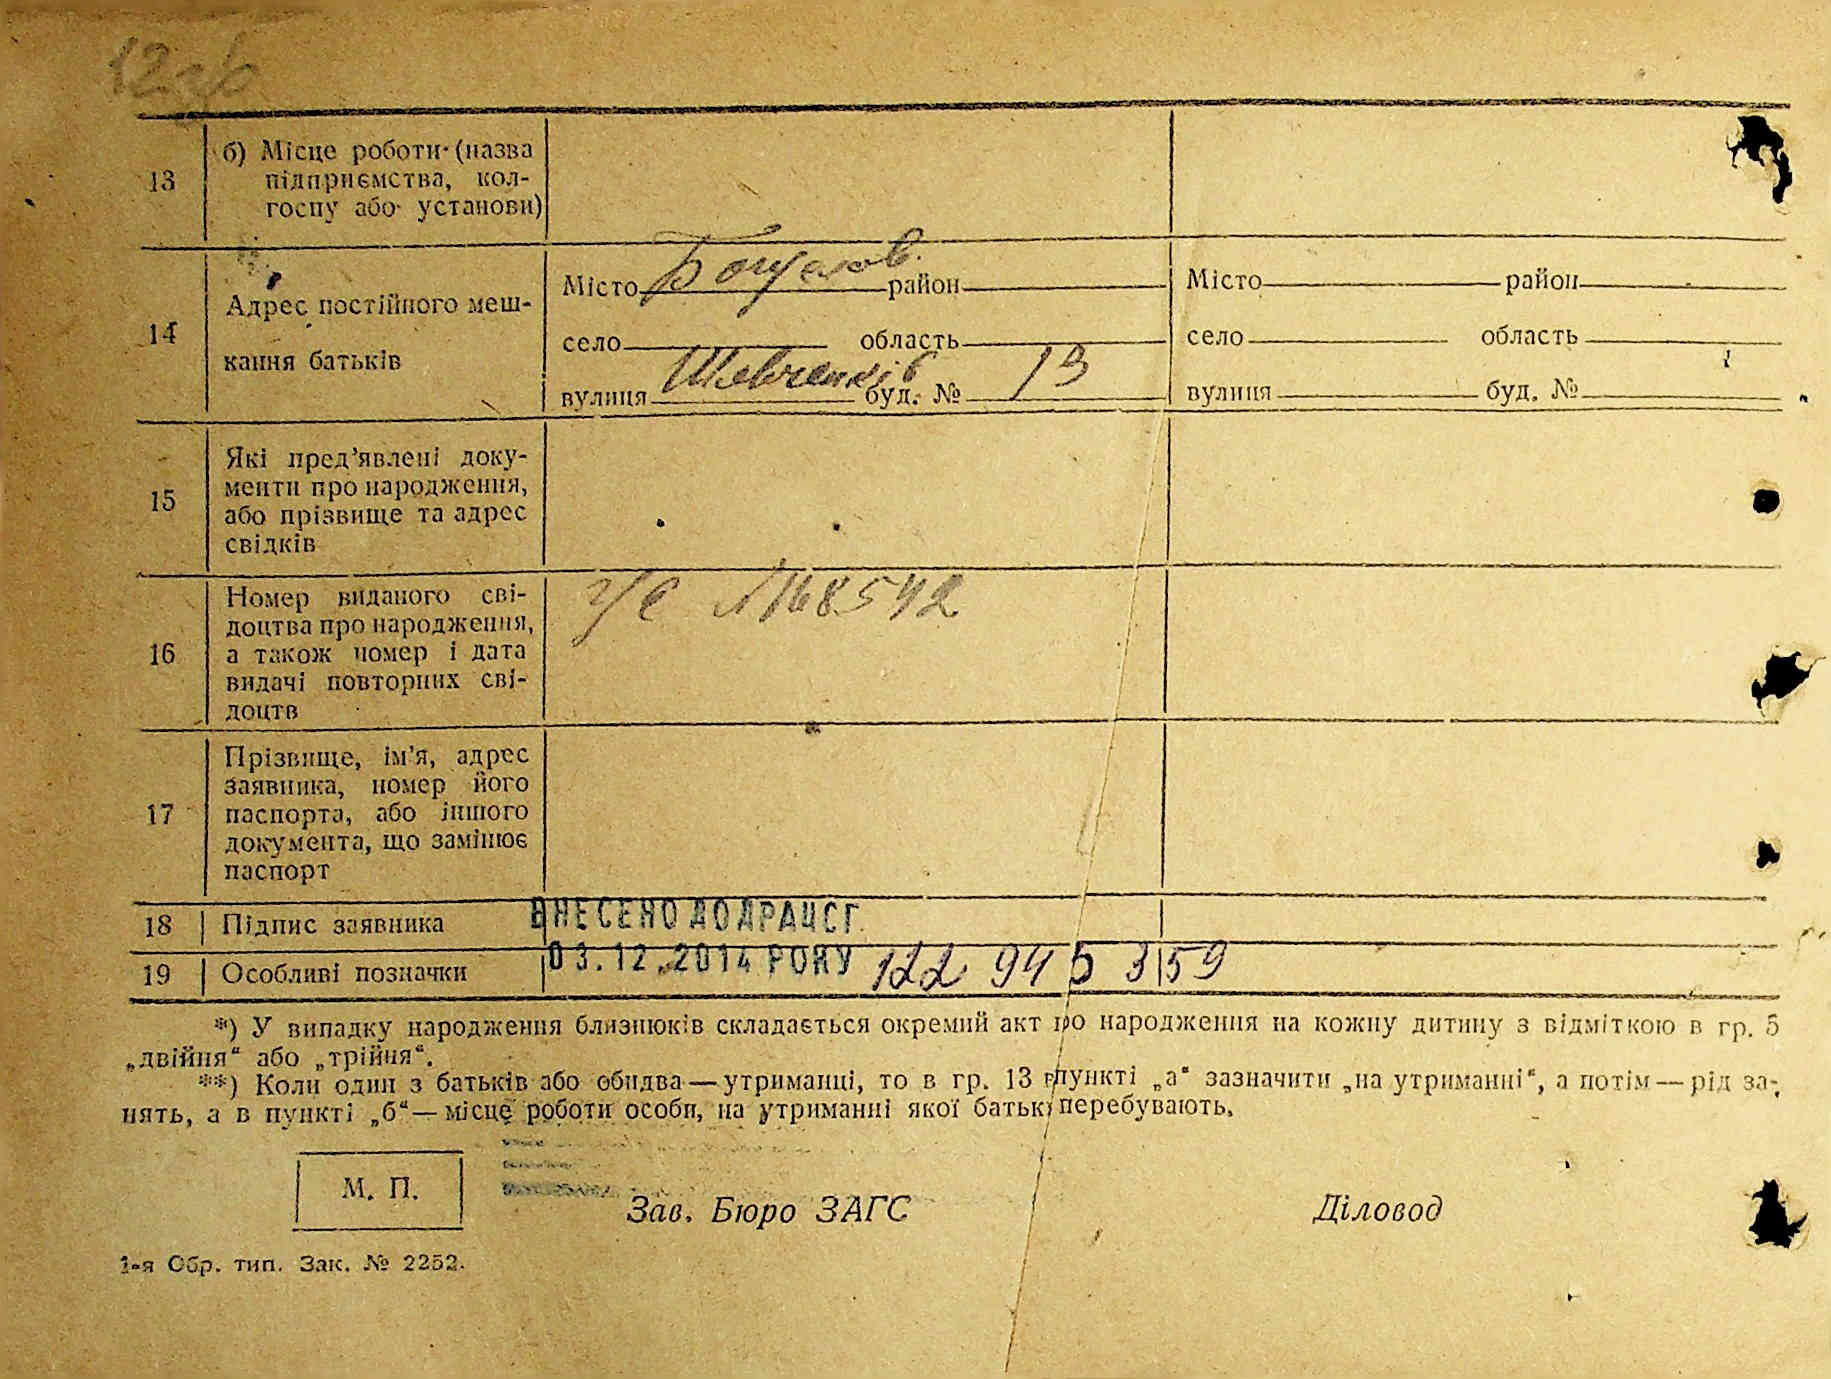 13
б) Місце роботи (назва
підприємства, кол-
госпу або установи)
14
Адрес постійного меш-
кання батьків
Місто район
село область
вулиця буд. № 13
Місто район
село область
вулиця буд. №
15
Які пред’явлені доку-
менти про народження,
або прізвище та адрес
свідків
16
Номер виданого сві-
доцтва про народження,
а також номер і дата
видачі повторних сві-
доцтв
№ 168542
17
Прізвище, ім’я, адрес
заявника, номер його
паспорта, або іншого
документа, що замінює
паспорт
18 Підпис заявника ВНЕСЕНО ДО ДРАЦСГ
19 Особливі позначки 03.12.2014 РОКУ 122 945 359
*) У випадку народження близнюків складається окремий акт про народження на кожну дитину з відміткою в гр. 5
„двійня“ або „трійня“.
**) Коли один з батьків або обидва — утриманці, то в гр. 13 в пункті „а“ зазначити „на утриманні“, а потім — рід за-
нять, а в пункті „б“ — місце роботи особи, на утриманні якої батьки перебувають.
М. П.
Зав. Бюро ЗАГС Діловод
1-я Обр. тип. Зак. № 2252.